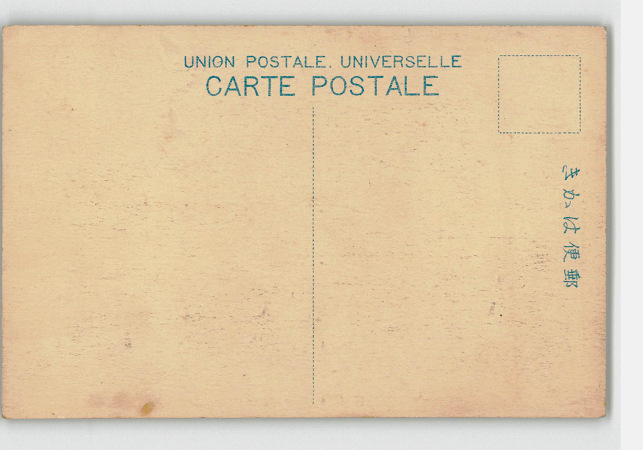 UNION POSTALE. UNIVERSELLE
CARTE POSTALE
きかは便郵